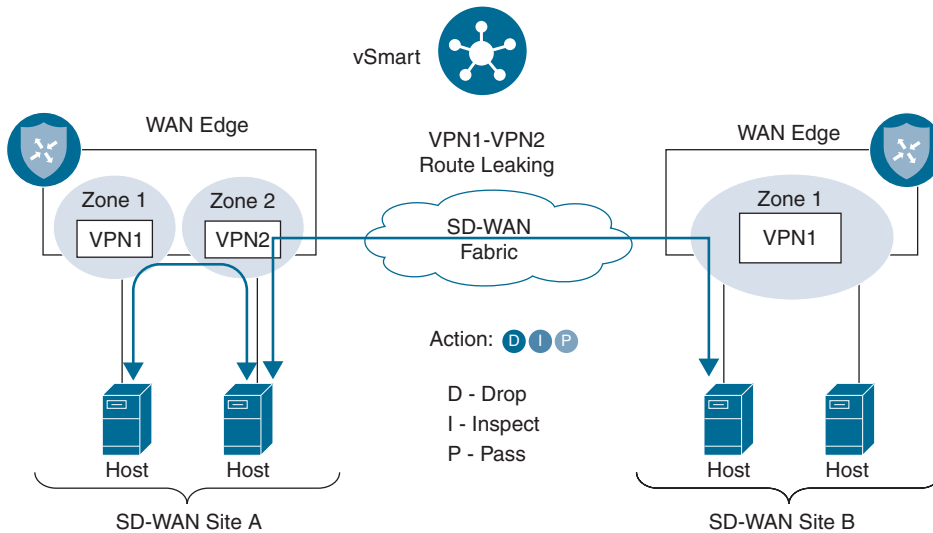 vSmart
WAN Edge
VPN1-VPN2
Route Leaking
WAN Edge
Zone 1
VPN1
Zone 2
VPN2
SD-WAN
Fabric
Zone 1
VPN1
Action: D I P
D - Drop
I - Inspect
P - Pass
Host
Host
Host
Host
SD-WAN Site A
SD-WAN Site B